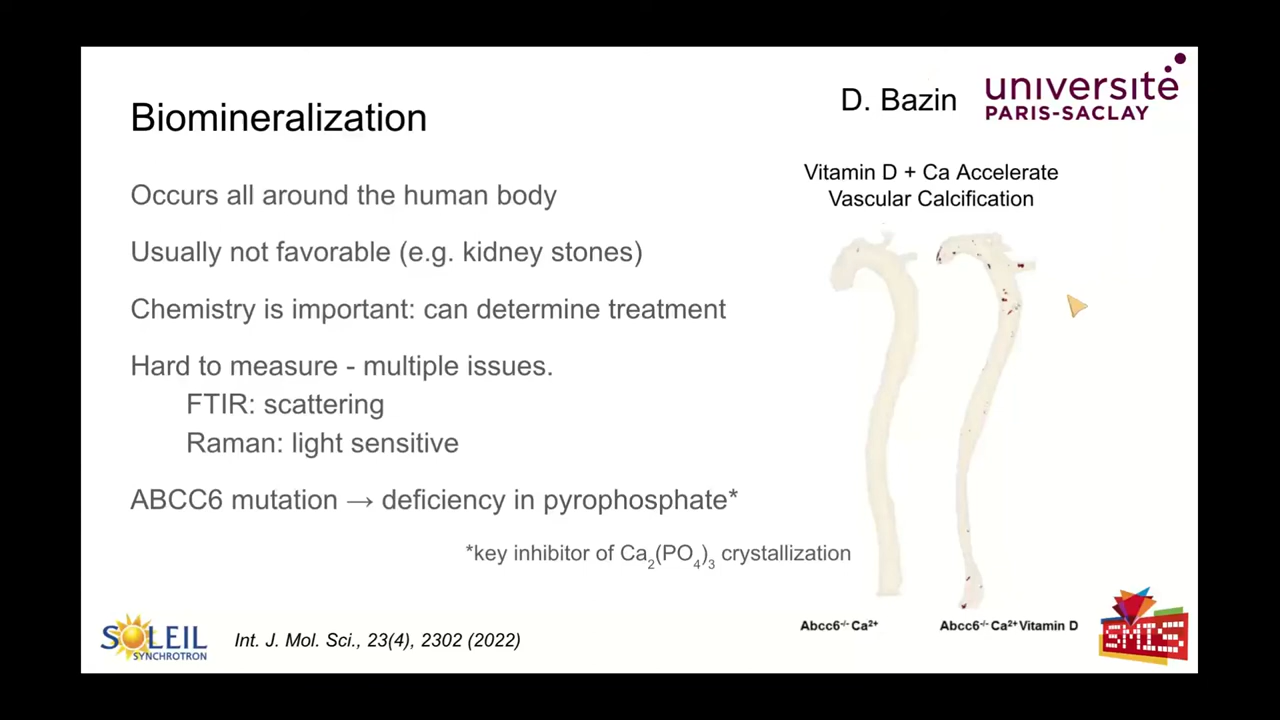 Biomineralization
D. Bazin
université
PARIS-SACLAY
Occurs all around the human body
Usually not favorable (e.g. kidney stones)
Chemistry is important: can determine treatment
Hard to measure - multiple issues.
FTIR: scattering
Raman: light sensitive
ABCC6 mutation → deficiency in pyrophosphate*
*key inhibitor of Ca₂(PO₄)₃ crystallization
Vitamin D + Ca Accelerate
Vascular Calcification
Abcc6⁻/⁻ Ca²⁺
Abcc6⁻/⁻ Ca²⁺ Vitamin D
SOLEIL
SYNCHROTRON
Int. J. Mol. Sci., 23(4), 2302 (2022)
SMIS